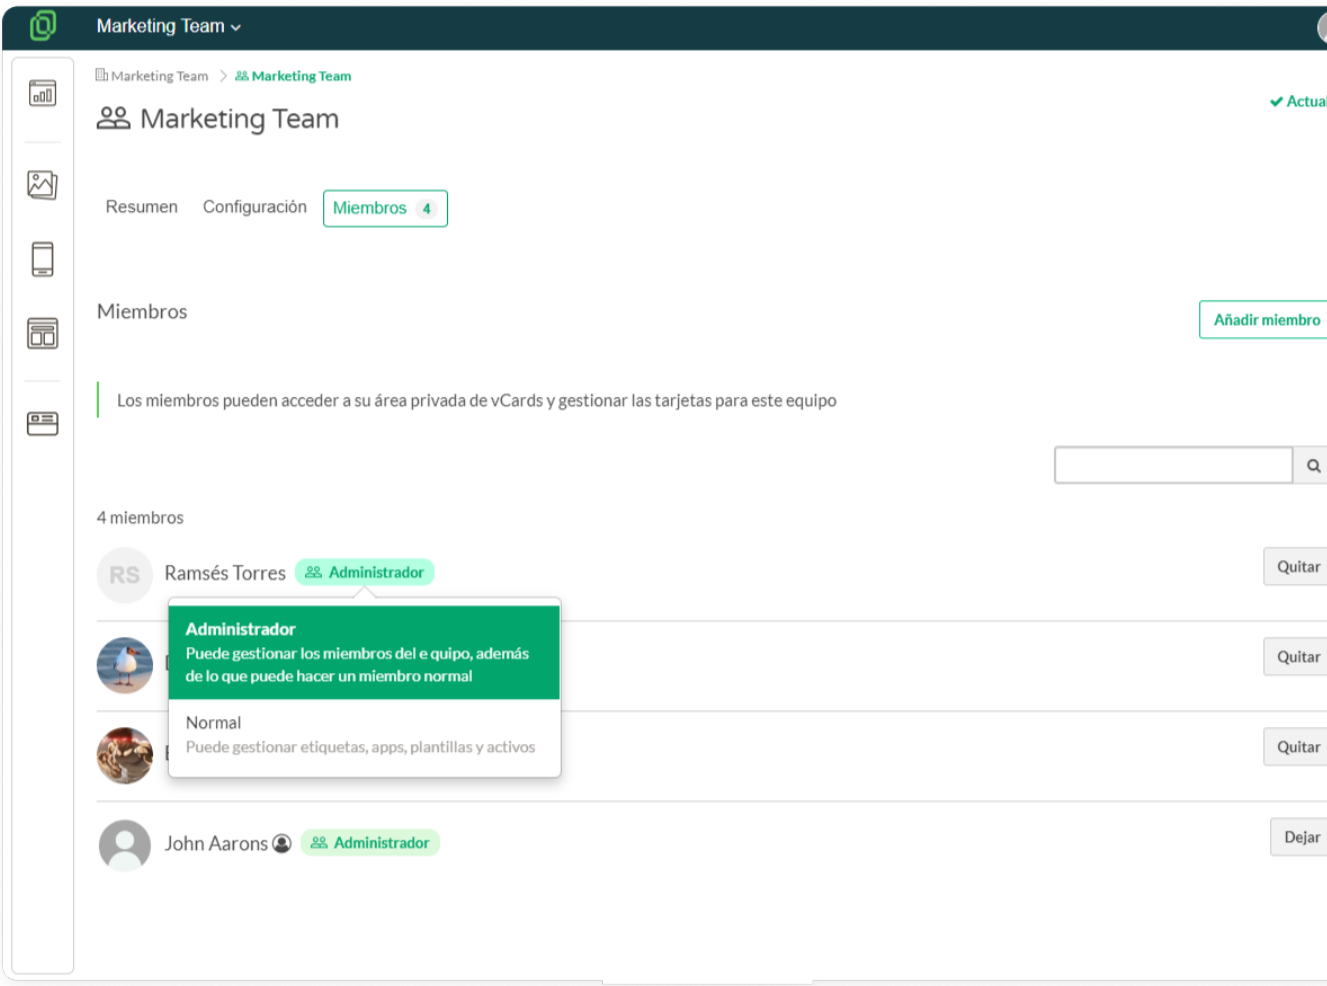 Marketing Team
Marketing Team > Marketing Team
Marketing Team
Actual
Resumen Configuración Miembros 4
Miembros
Añadir miembro
Los miembros pueden acceder a su área privada de vCards y gestionar las tarjetas para este equipo
4 miembros
RS Ramsés Torres Administrador Quitar
Administrador
Puede gestionar los miembros del e quipo, además
de lo que puede hacer un miembro normal
Quitar
Normal
Puede gestionar etiquetas, apps, plantillas y activos
Quitar
John Aarons Administrador Dejar